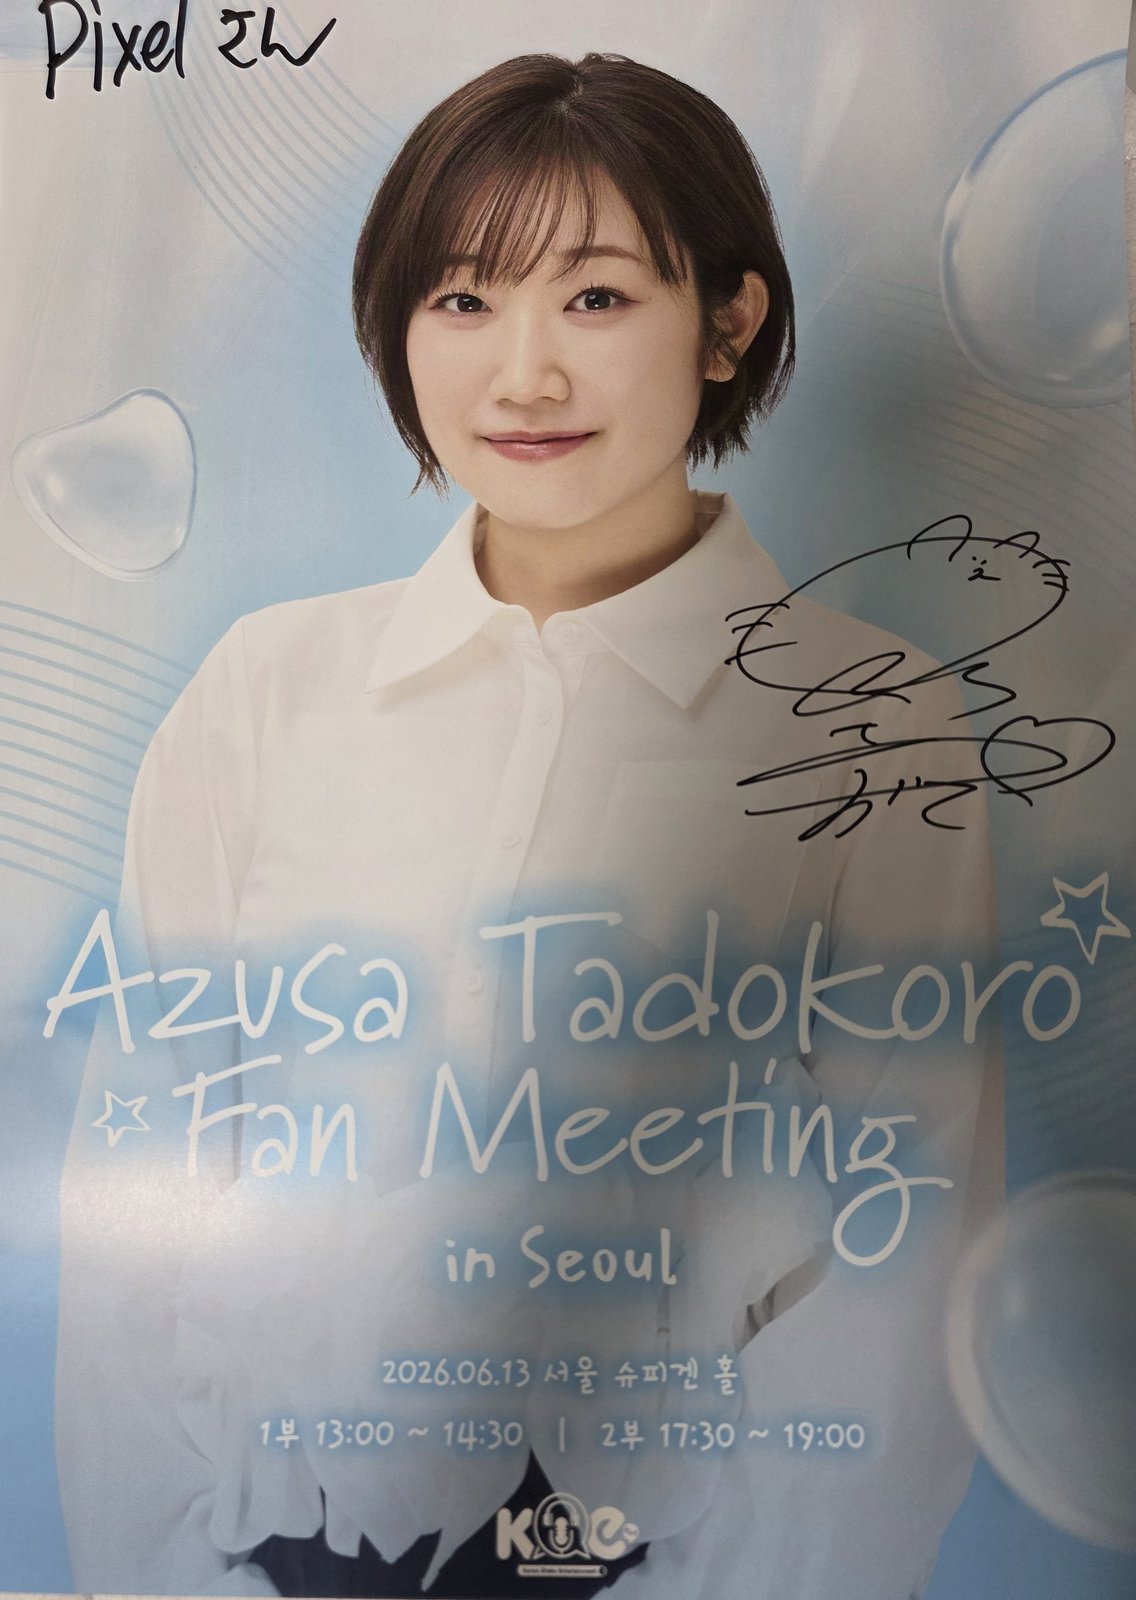 Pixel さん
Azusa Tadokoro
Fan Meeting
in Seoul
2026.06.13 서울 슈피겐 홀
1부 13:00 ~ 14:30 | 2부 17:30 ~ 19:00
KOE